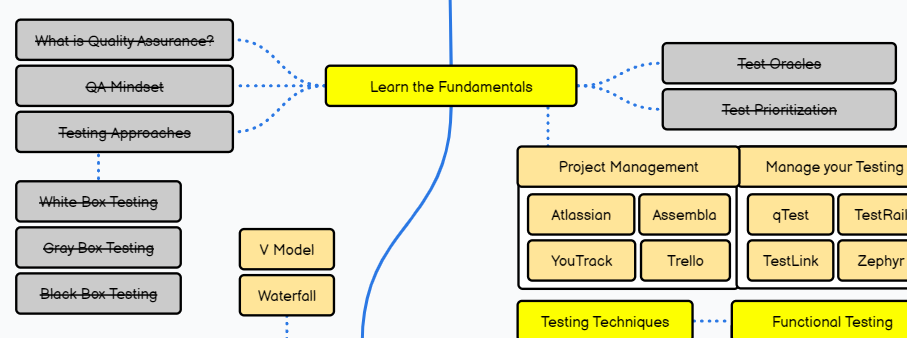 What is Quality Assurance?
QA Mindset
Testing Approaches
Learn the Fundamentals
Test Oracles
Test Prioritization
White Box Testing
Gray Box Testing
Black Box Testing
V Model
Waterfall
Project Management
Atlassian
Assembla
YouTrack
Trello
Manage your Testing
qTest
TestRail
TestLink
Zephyr
Testing Techniques
Functional Testing